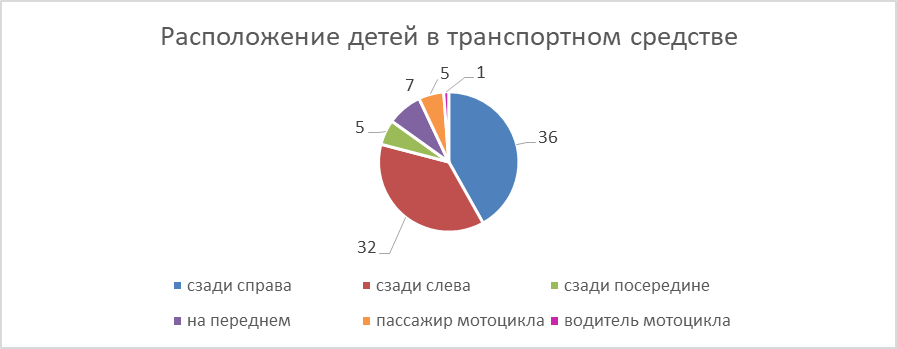 Расположение детей в транспортном средстве
1
5
7
5
36
32
сзади справа
сзади слева
сзади посередине
на переднем
пассажир мотоцикла
водитель мотоцикла